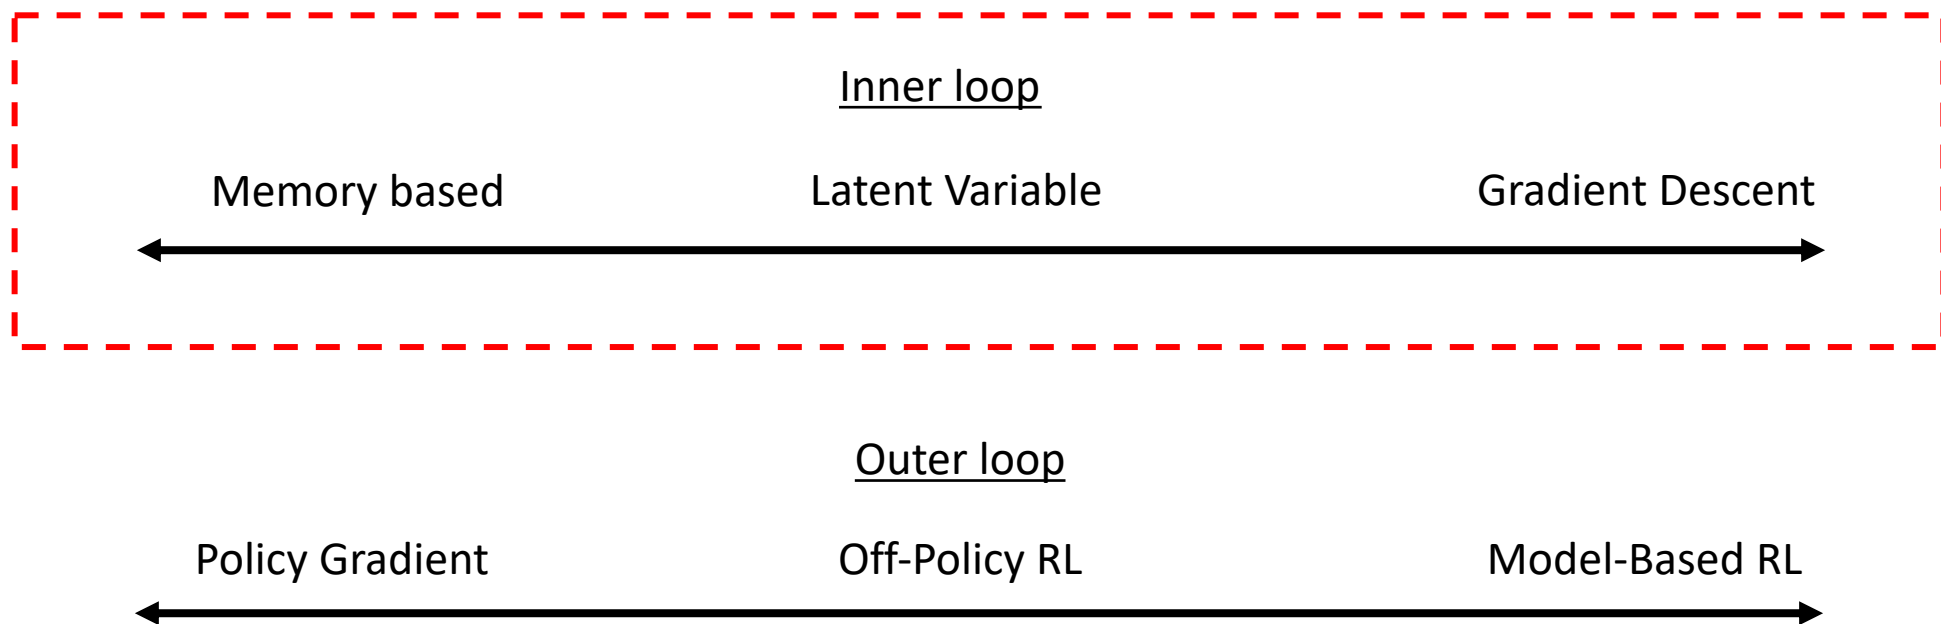 Inner loop
Memory based Latent Variable Gradient Descent
Outer loop
Policy Gradient Off-Policy RL Model-Based RL